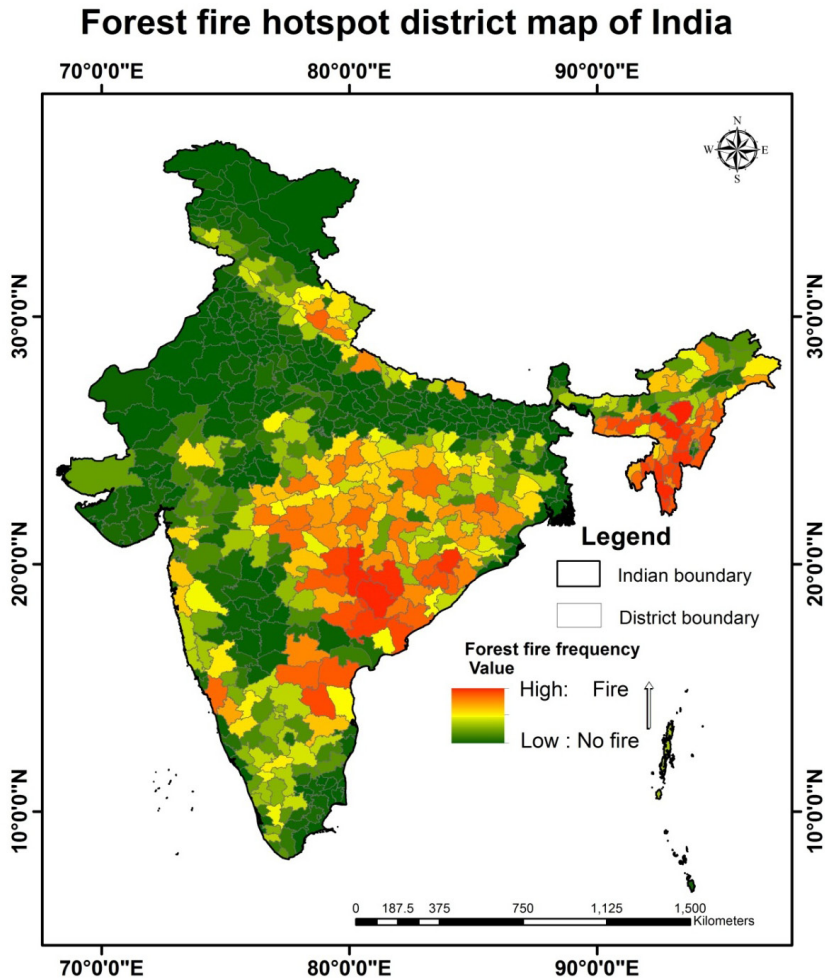 Forest fire hotspot district map of India
70°0'0"E 80°0'0"E 90°0'0"E
N
W E
S
30°0'0"N 30°0'0"N
20°0'0"N 20°0'0"N
10°0'0"N 10°0'0"N
Legend
Indian boundary
District boundary
Forest fire frequency
Value
High: Fire
Low : No fire
0 187.5 375 750 1,125 1,500
Kilometers
70°0'0"E 80°0'0"E 90°0'0"E